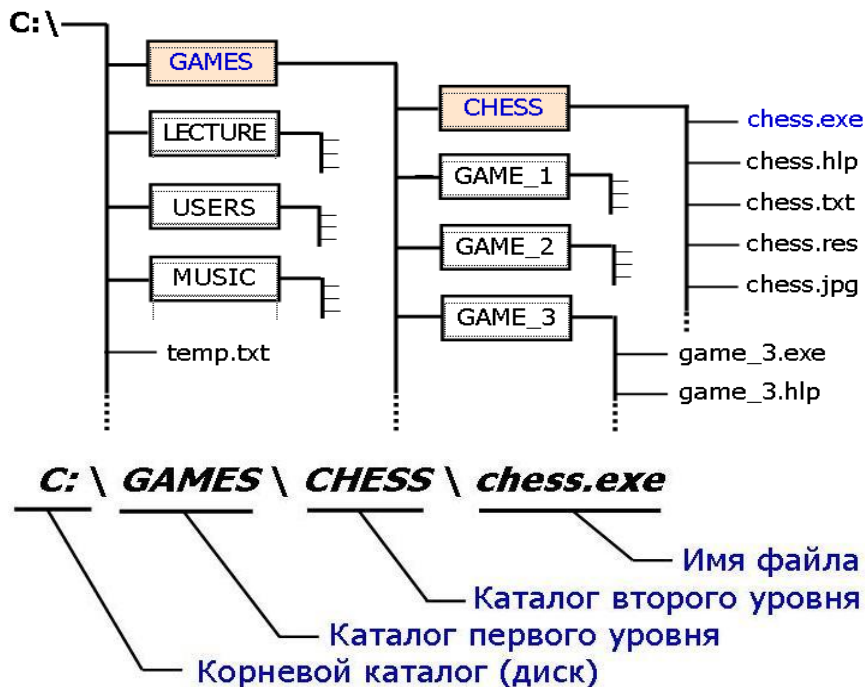 C:\
GAMES
CHESS
chess.exe
LECTURE
chess.hlp
GAME_1
chess.txt
USERS
GAME_2
chess.res
MUSIC
chess.jpg
GAME_3
temp.txt
game_3.exe
game_3.hlp
C: \ GAMES \ CHESS \ chess.exe
Имя файла
Каталог второго уровня
Каталог первого уровня
Корневой каталог (диск)